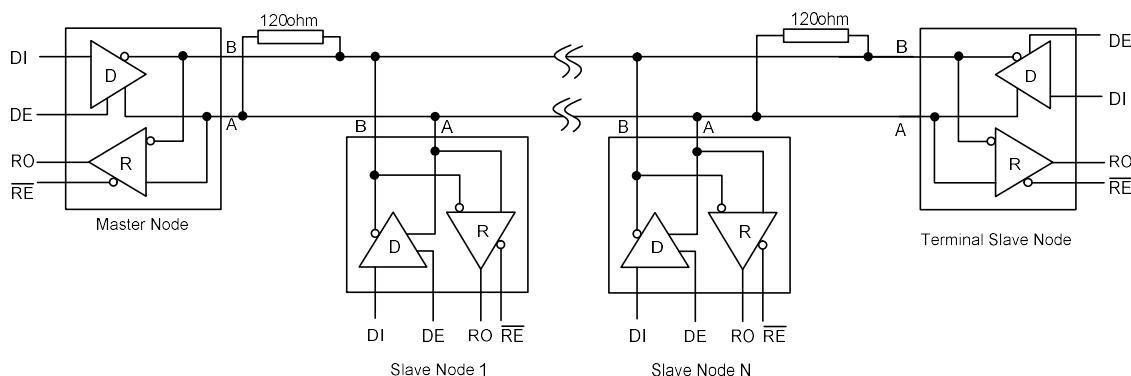 120ohm
120ohm
DI
B
B
DE
D
D
DE
DI
A
B
A
B
A
A
RO
R
R
RO
RE
RE
Master Node
D
R
D
R
Terminal Slave Node
DI
DE
RO
RE
DI
DE
RO
RE
Slave Node 1
Slave Node N